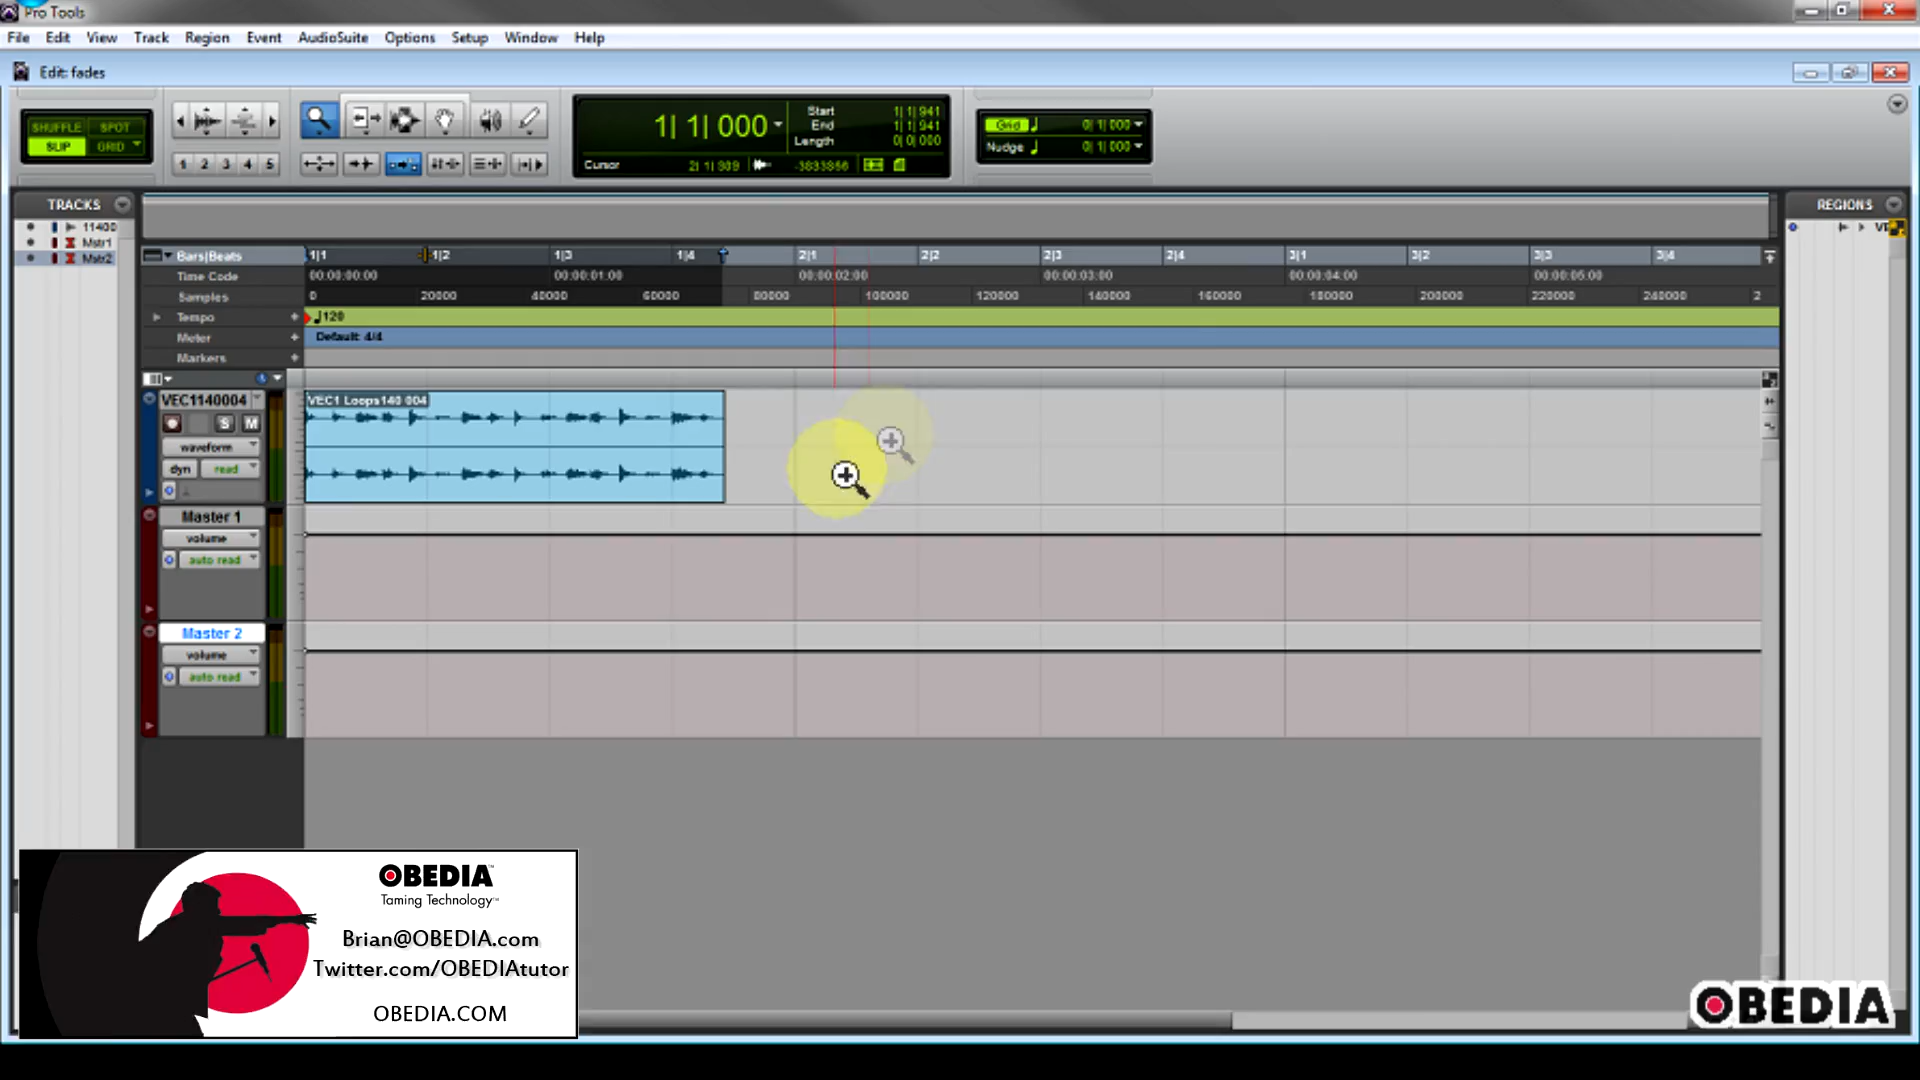 Pro Tools
File Edit View Track Region Event AudioSuite Options Setup Window Help
Edit: fades
SHUFFLE SPOT
SLIP GRID
1 2 3 4 5
1| 1| 000
Start 1| 1| 941
End 1| 1| 941
Length 0| 0| 000
Cursor 2| 1| 309 -3833866
Grid 0| 1| 000
Nudge 0| 1| 000
TRACKS
11400
Mstr1
Mstr2
REGIONS
Bars|Beats 1|1 1|2 1|3 1|4 2|1 2|2 2|3 2|4 3|1 3|2 3|3 3|4
Time Code 00:00:00:00 00:00:01:00 00:00:02:00 00:00:03:00 00:00:04:00 00:00:05:00
Samples 0 20000 40000 60000 80000 100000 120000 140000 160000 180000 200000 220000 240000 2
Tempo 120
Meter Default: 4/4
Markers
VEC1140004
VEC1 Loops140 004
S M
waveform
dyn read
Master 1
volume
auto read
Master 2
volume
auto read
OBEDIA™
Taming Technology™
Brian@OBEDIA.com
Twitter.com/OBEDIAtutor
OBEDIA.COM
OBEDIA